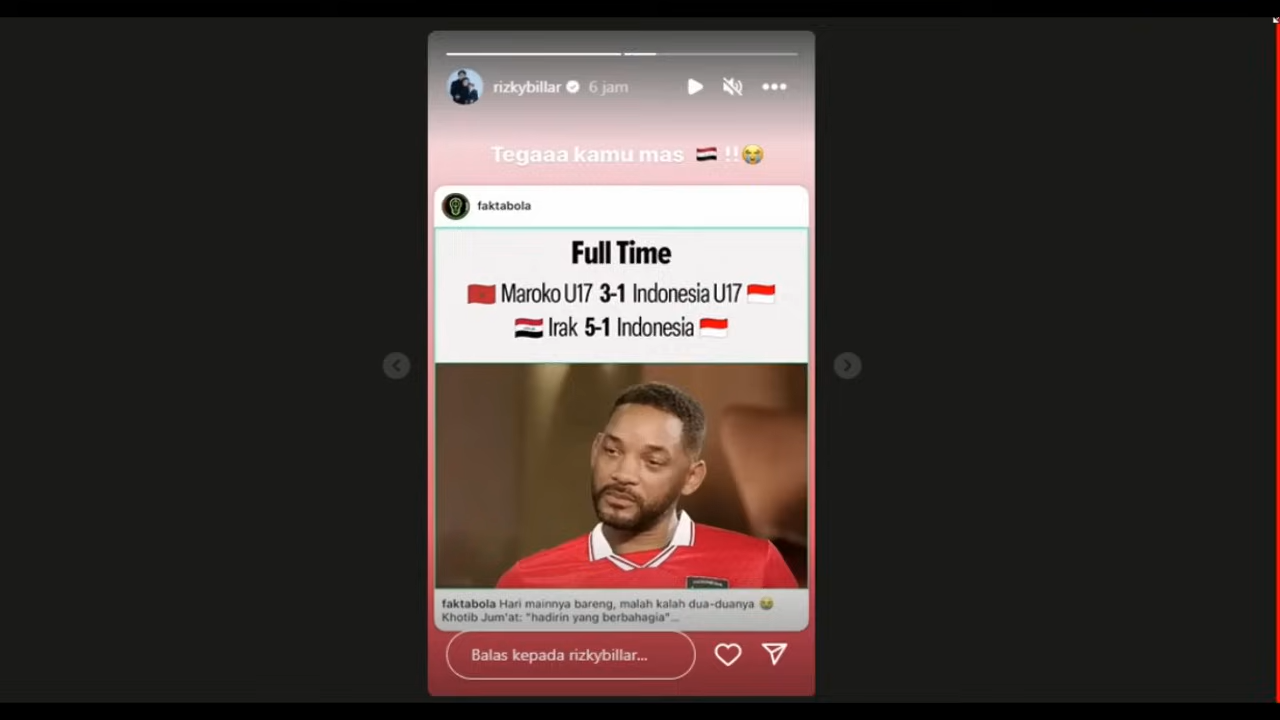 rizkybillar 6 jam
Tegaaa kamu mas 🇾🇪 !!😭
faktabola
Full Time
🇲🇦 Maroko U17 3-1 Indonesia U17 🇮🇩
🇮🇶 Irak 5-1 Indonesia 🇮🇩
INDONESIA
faktabola Hari mainnya bareng, malah kalah dua-duanya 😭
Khotib Jum'at: "hadirin yang berbahagia"...
Balas kepada rizkybillar...